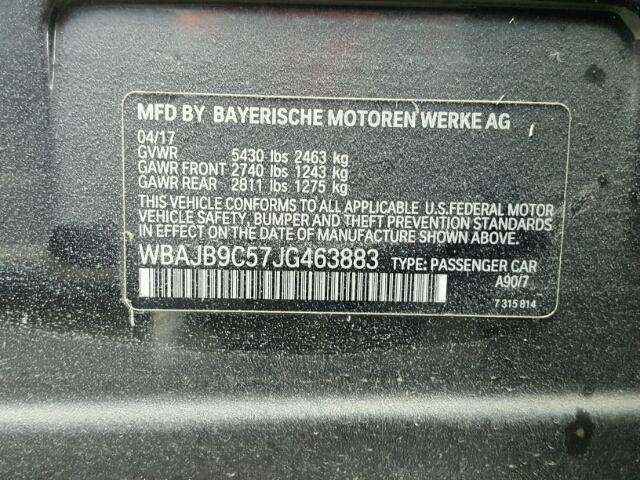 MFD BY BAYERISCHE MOTOREN WERKE AG
04/17
GVWR 5430 lbs 2463 kg
GAWR FRONT 2740 lbs 1243 kg
GAWR REAR 2811 lbs 1275 kg
THIS VEHICLE CONFORMS TO ALL APPLICABLE U.S.FEDERAL MOTOR
VEHICLE SAFETY, BUMPER AND THEFT PREVENTION STANDARDS
IN EFFECT ON THE DATE OF MANUFACTURE SHOWN ABOVE.
WBAJB9C57JG463883 TYPE: PASSENGER CAR
A90/7
7 315 814